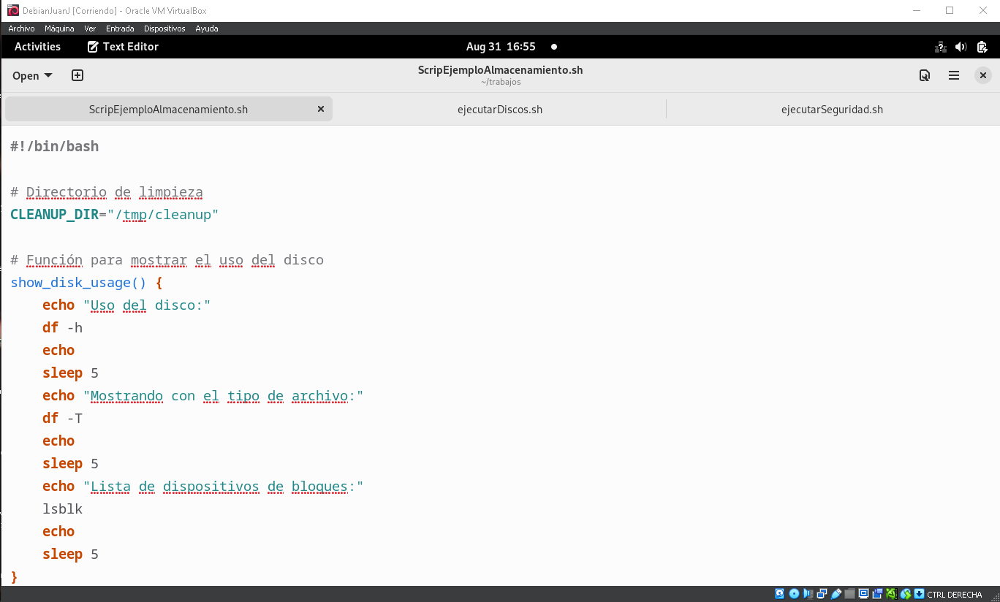 DebianJuanJ [Corriendo] - Oracle VM VirtualBox
Archivo Máquina Ver Entrada Dispositivos Ayuda
Activities Text Editor Aug 31 16:55
Open ScripEjemploAlmacenamiento.sh
~/trabajos
ScripEjemploAlmacenamiento.sh ejecutarDiscos.sh ejecutarSeguridad.sh
#!/bin/bash
# Directorio de limpieza
CLEANUP_DIR="/tmp/cleanup"
# Función para mostrar el uso del disco
show_disk_usage() {
    echo "Uso del disco:"
    df -h
    echo
    sleep 5
    echo "Mostrando con el tipo de archivo:"
    df -T
    echo
    sleep 5
    echo "Lista de dispositivos de bloques:"
    lsblk
    echo
    sleep 5
}
CTRL DERECHA